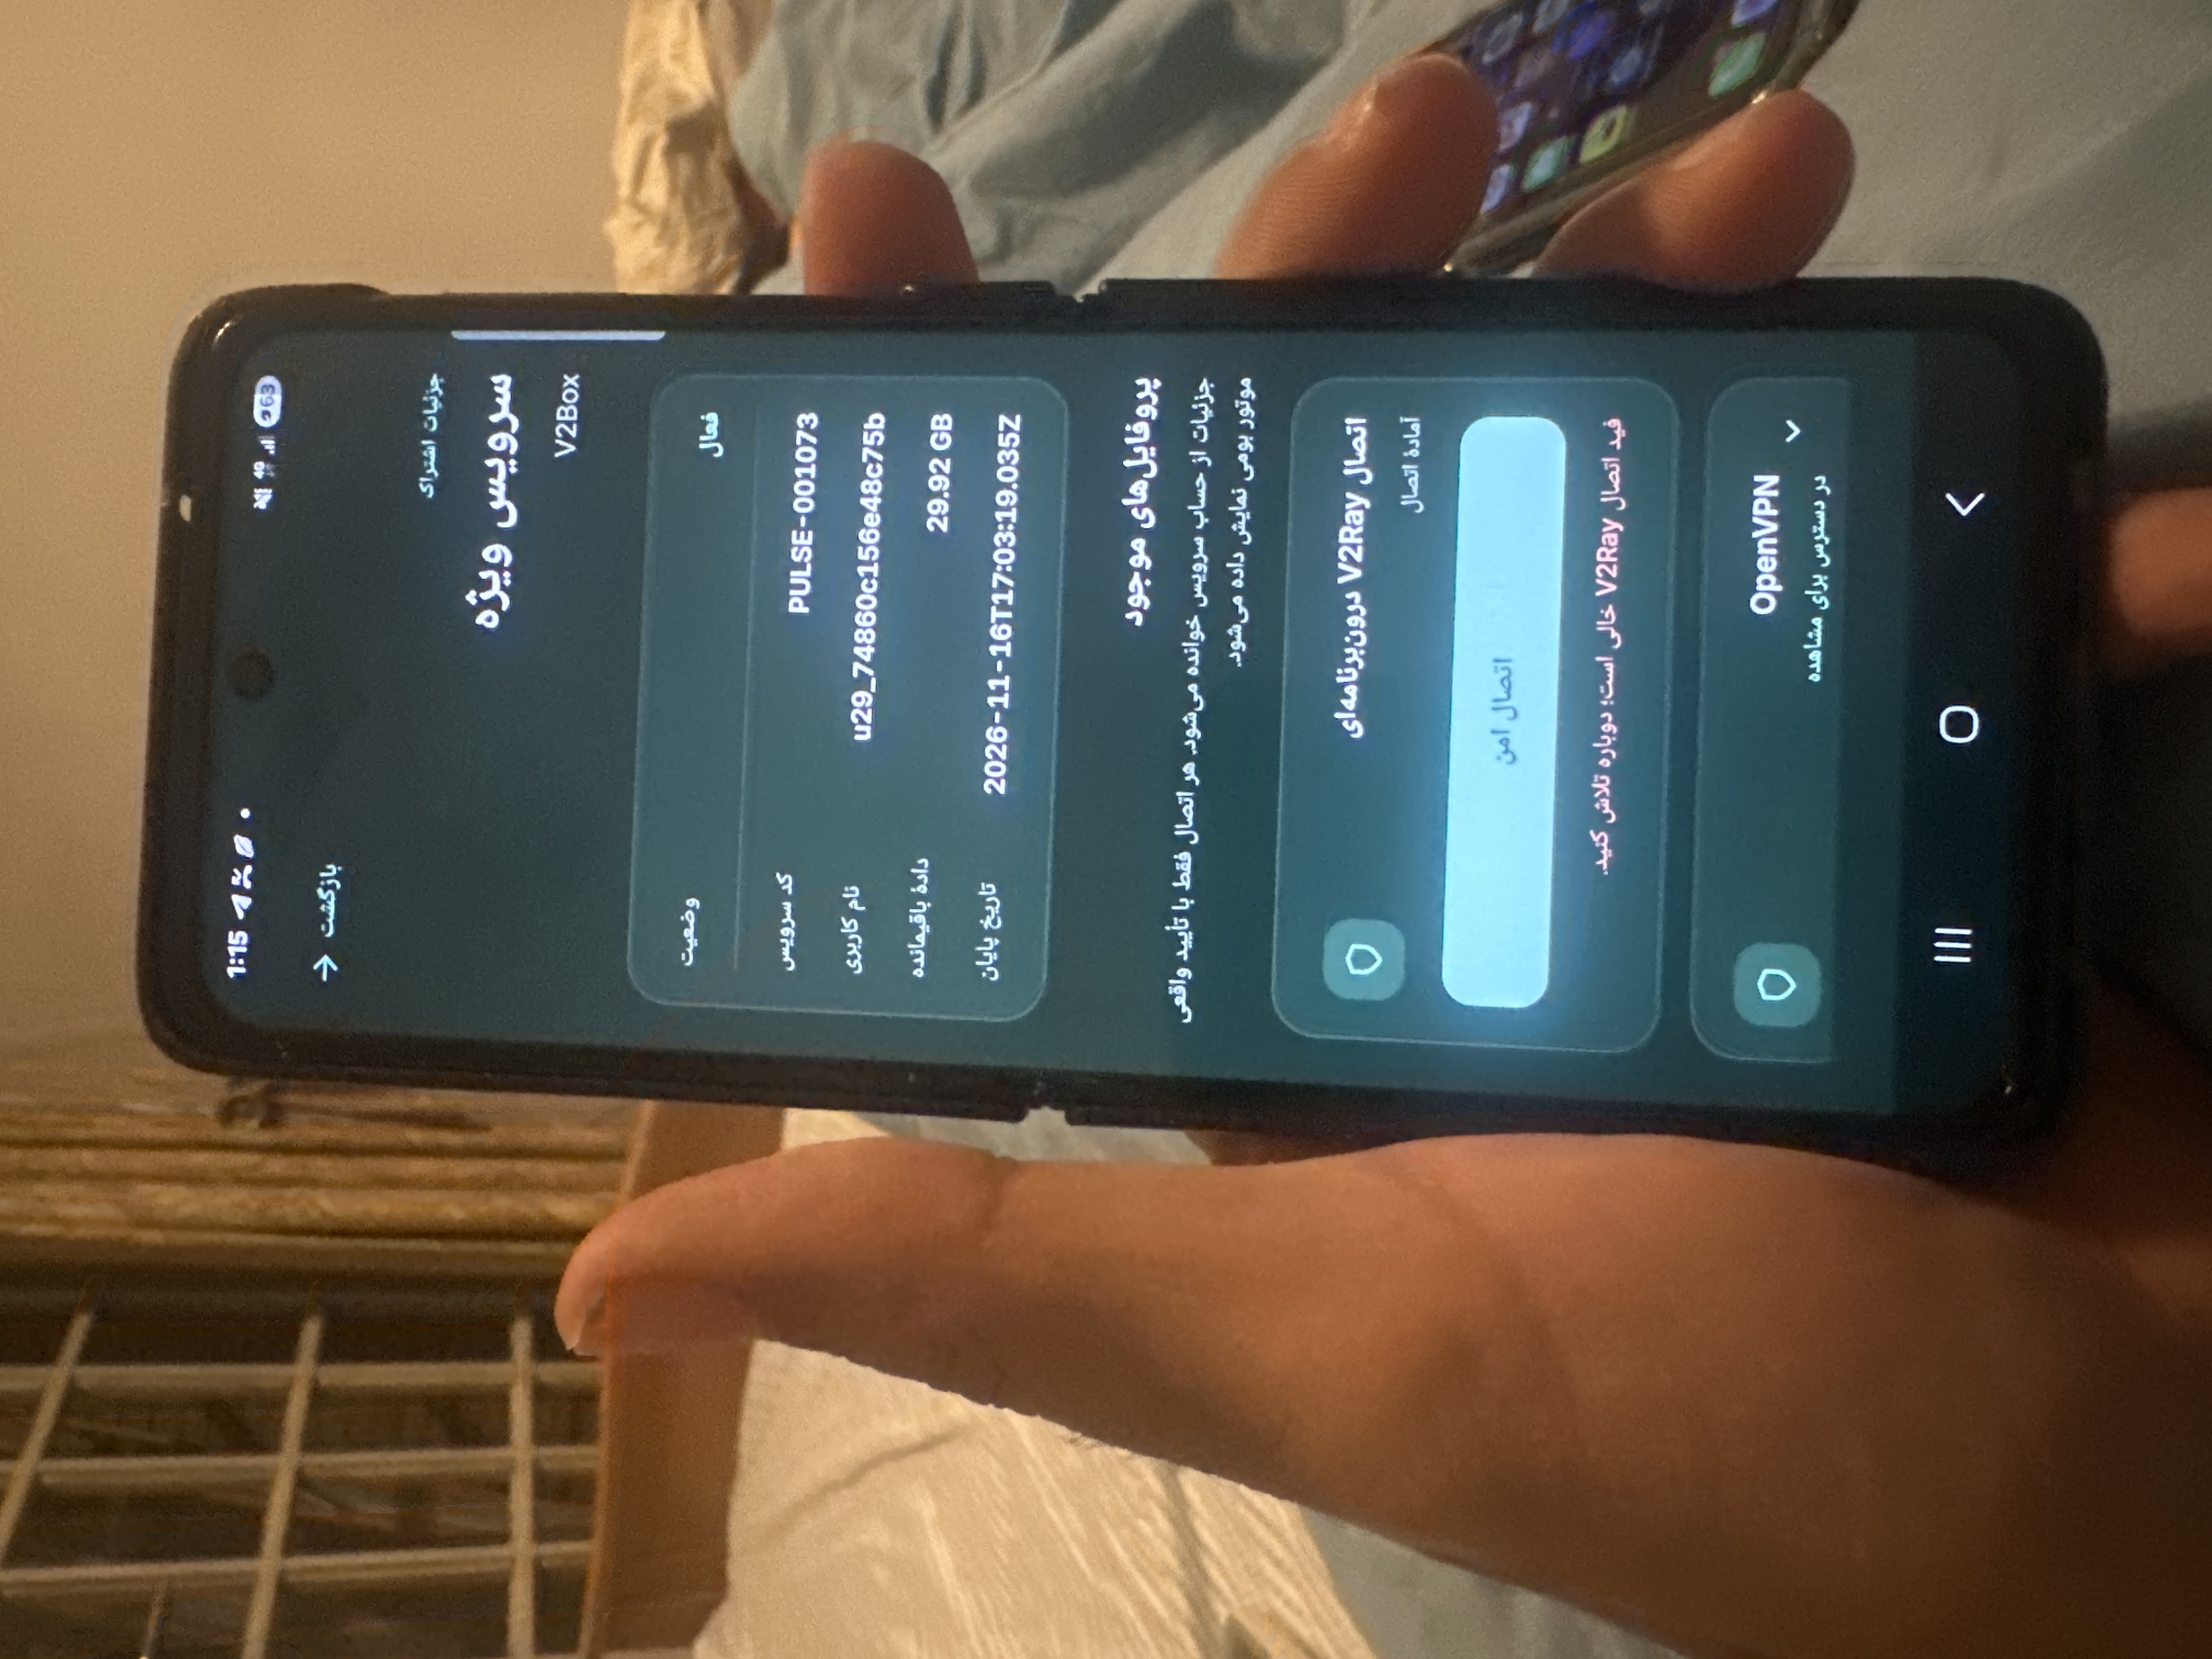 1:15
4G 63
بازگشت
جزئیات اشتراک
سرویس ویژه
V2Box
وضعیت فعال
کد سرویس PULSE-001073
نام کاربری u29_74860c156e48c75b
دادهٔ باقیمانده 29.92 GB
تاریخ پایان 2026-11-16T17:03:19.035Z
پروفایل‌های موجود
جزئیات از حساب سرویس خوانده می‌شود. هر اتصال فقط با تأیید واقعی
موتور بومی نمایش داده می‌شود.
اتصال V2Ray درون‌برنامه‌ای
آمادهٔ اتصال
اتصال امن
فید اتصال V2Ray خالی است؛ دوباره تلاش کنید.
OpenVPN
در دسترس برای مشاهده